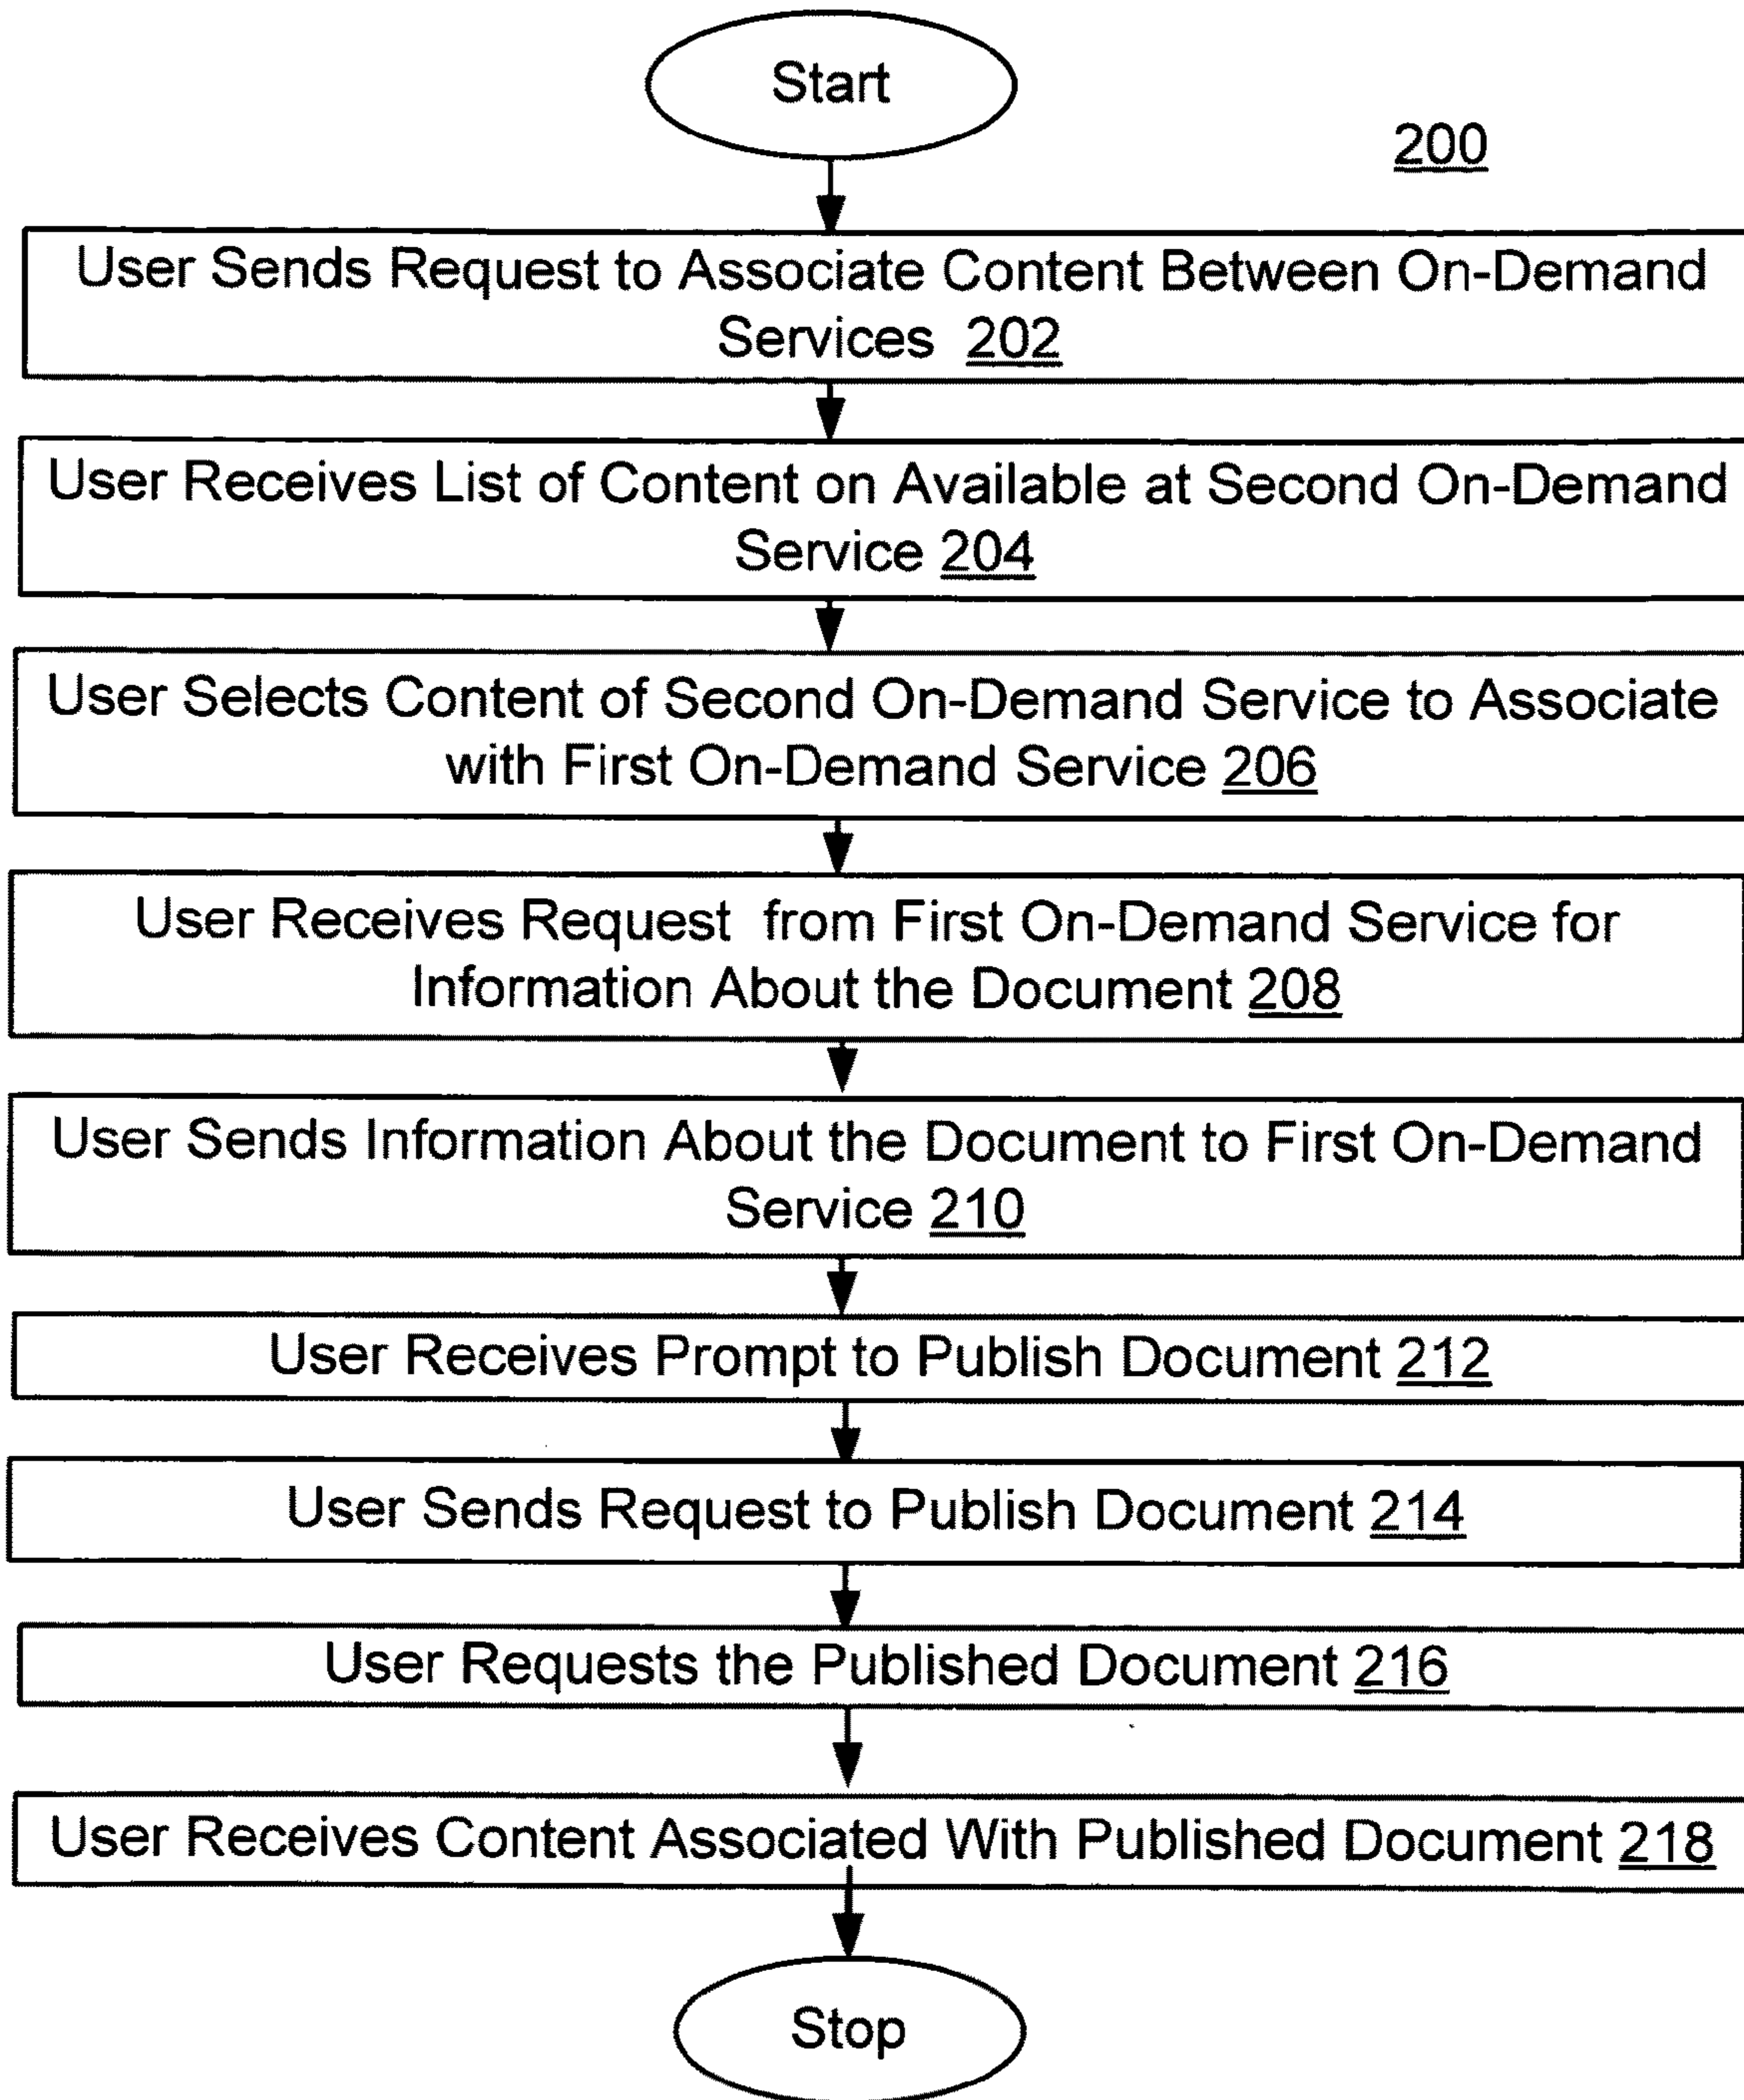 Start
200
User Sends Request to Associate Content Between On-Demand
Services 202
User Receives List of Content on Available at Second On-Demand
Service 204
User Selects Content of Second On-Demand Service to Associate
with First On-Demand Service 206
User Receives Request from First On-Demand Service for
Information About the Document 208
User Sends Information About the Document to First On-Demand
Service 210
User Receives Prompt to Publish Document 212
User Sends Request to Publish Document 214
User Requests the Published Document 216
User Receives Content Associated With Published Document 218
Stop